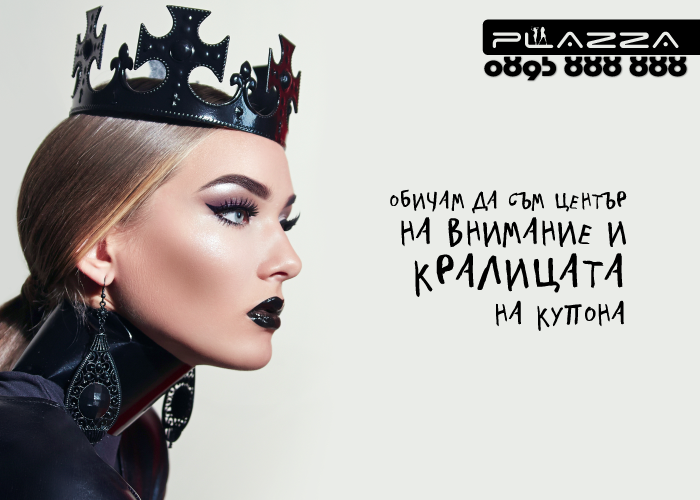 PLAZZA
0895 888 888
ОБИЧАМ ДА СЪМ ЦЕНТЪР
НА ВНИМАНИЕ И
КРАЛИЦАТА
НА КУПОНА